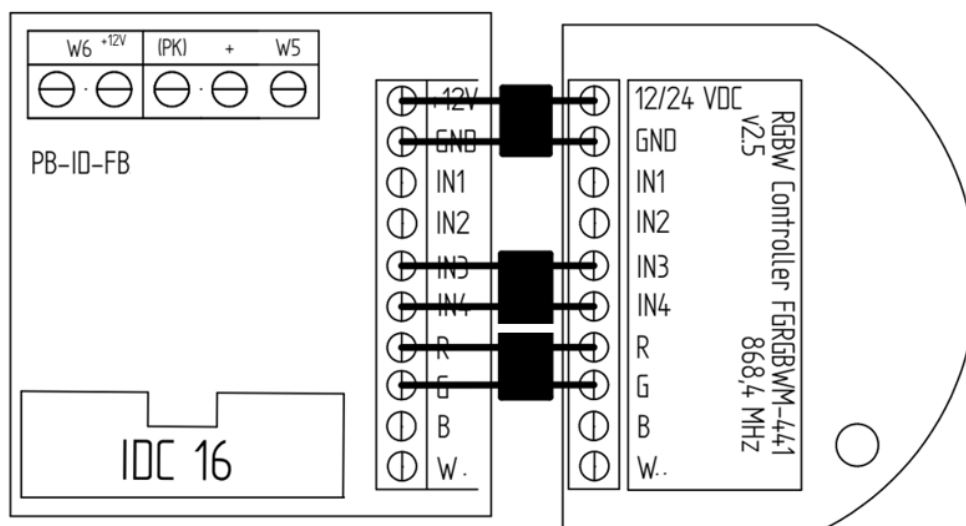 W6 +12V (PK) + W5
PB-ID-FB
IDC 16
+12V
GND
IN1
IN2
IN3
IN4
R
G
B
W.
12/24 VDC
GND
IN1
IN2
IN3
IN4
R
G
B
W..
RGBW Controller FGRGBWM-441
v2.5
868,4 MHz